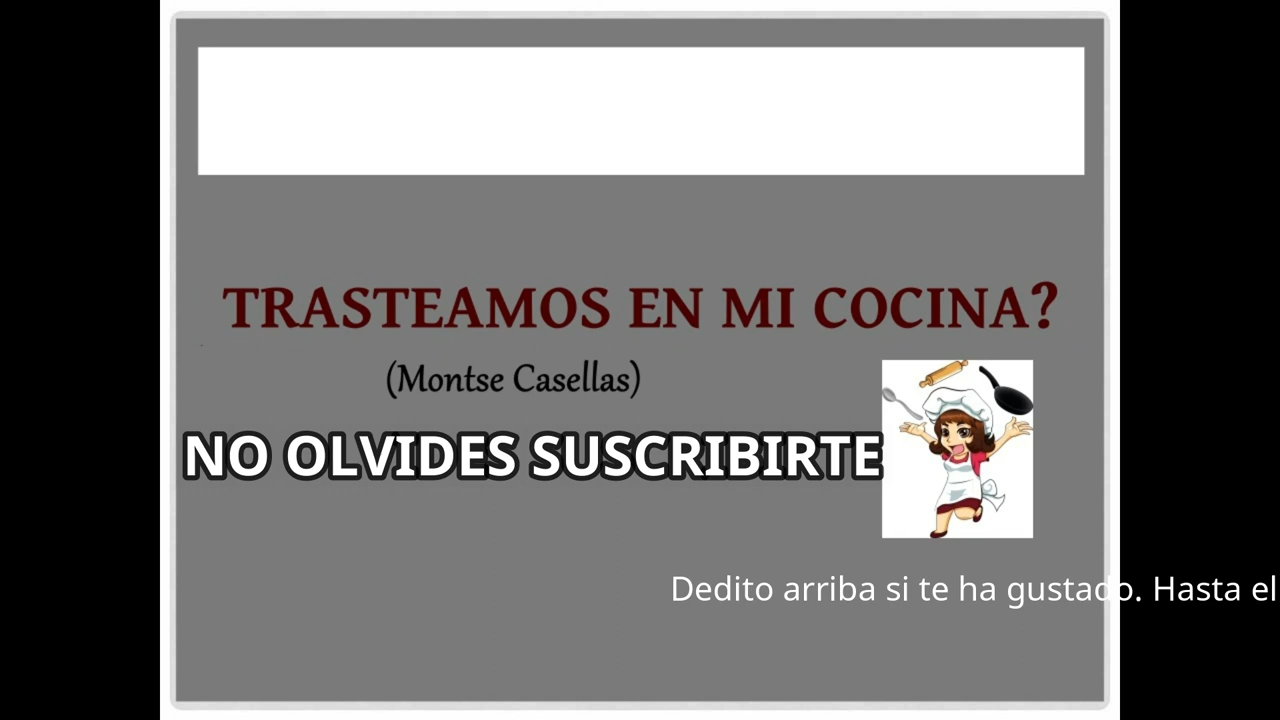 TRASTEAMOS EN MI COCINA?
(Montse Casellas)
NO OLVIDES SUSCRIBIRTE
Dedito arriba si te ha gustado. Hasta el